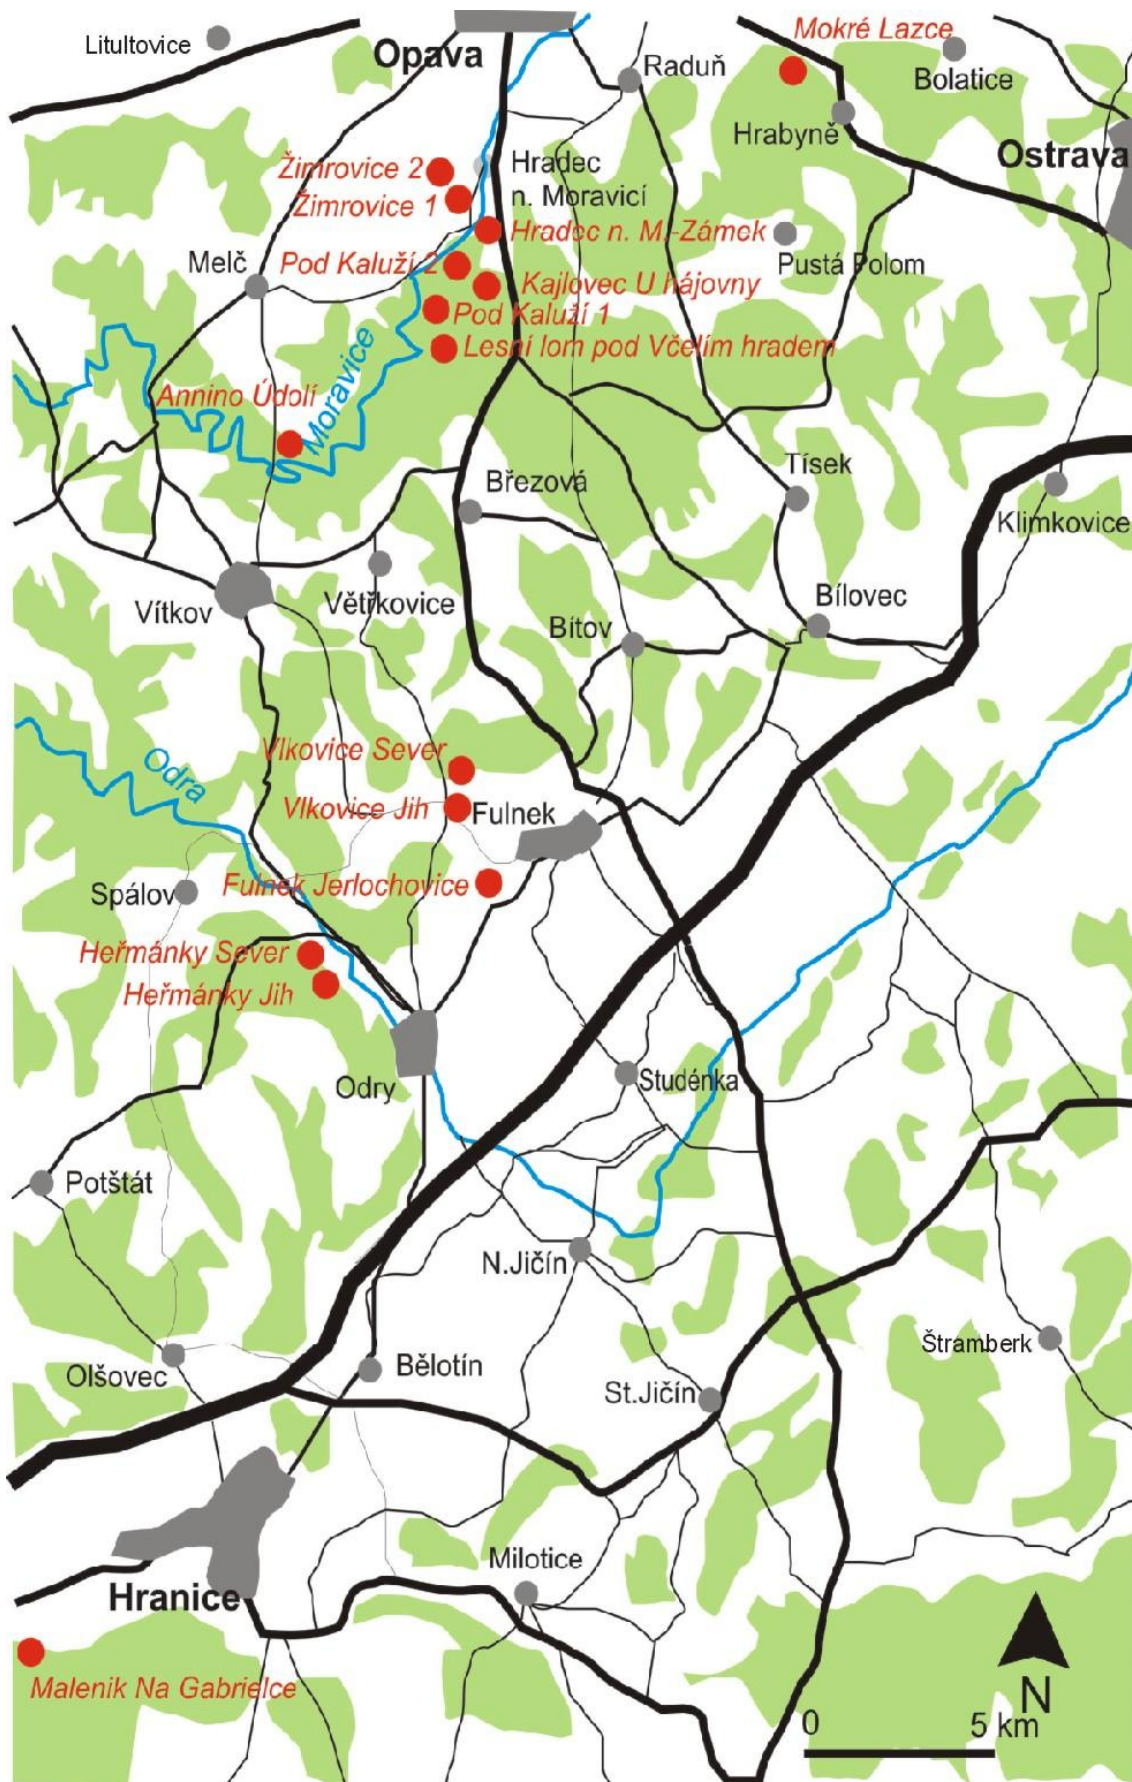 Mokré Lazce
Litultovice
Opava
Raduň
Bolatice
Hrabyně
Ostrava
Žimrovice 2
Hradec
n. Moravicí
Žimrovice 1
Hradec n. M.-Zámek
Melč
Pod Kaluží 2
Pustá Polom
Kajlovec U hájovny
Pod Kaluží 1
Lesní lom pod Včelím hradem
Moravice
Annino Údolí
Tísek
Březová
Klimkovice
Vítkov
Větřkovice
Bílovec
Bítov
Vlkovice Sever
Odra
Vlkovice Jih
Fulnek
Spálov
Fulnek Jerlochovice
Heřmánky Sever
Heřmánky Jih
Odry
Studénka
Potštát
N.Jičín
Štramberk
Olšovec
Bělotín
St.Jičín
Milotice
Hranice
Malenik Na Gabrielce
N
0 5 km